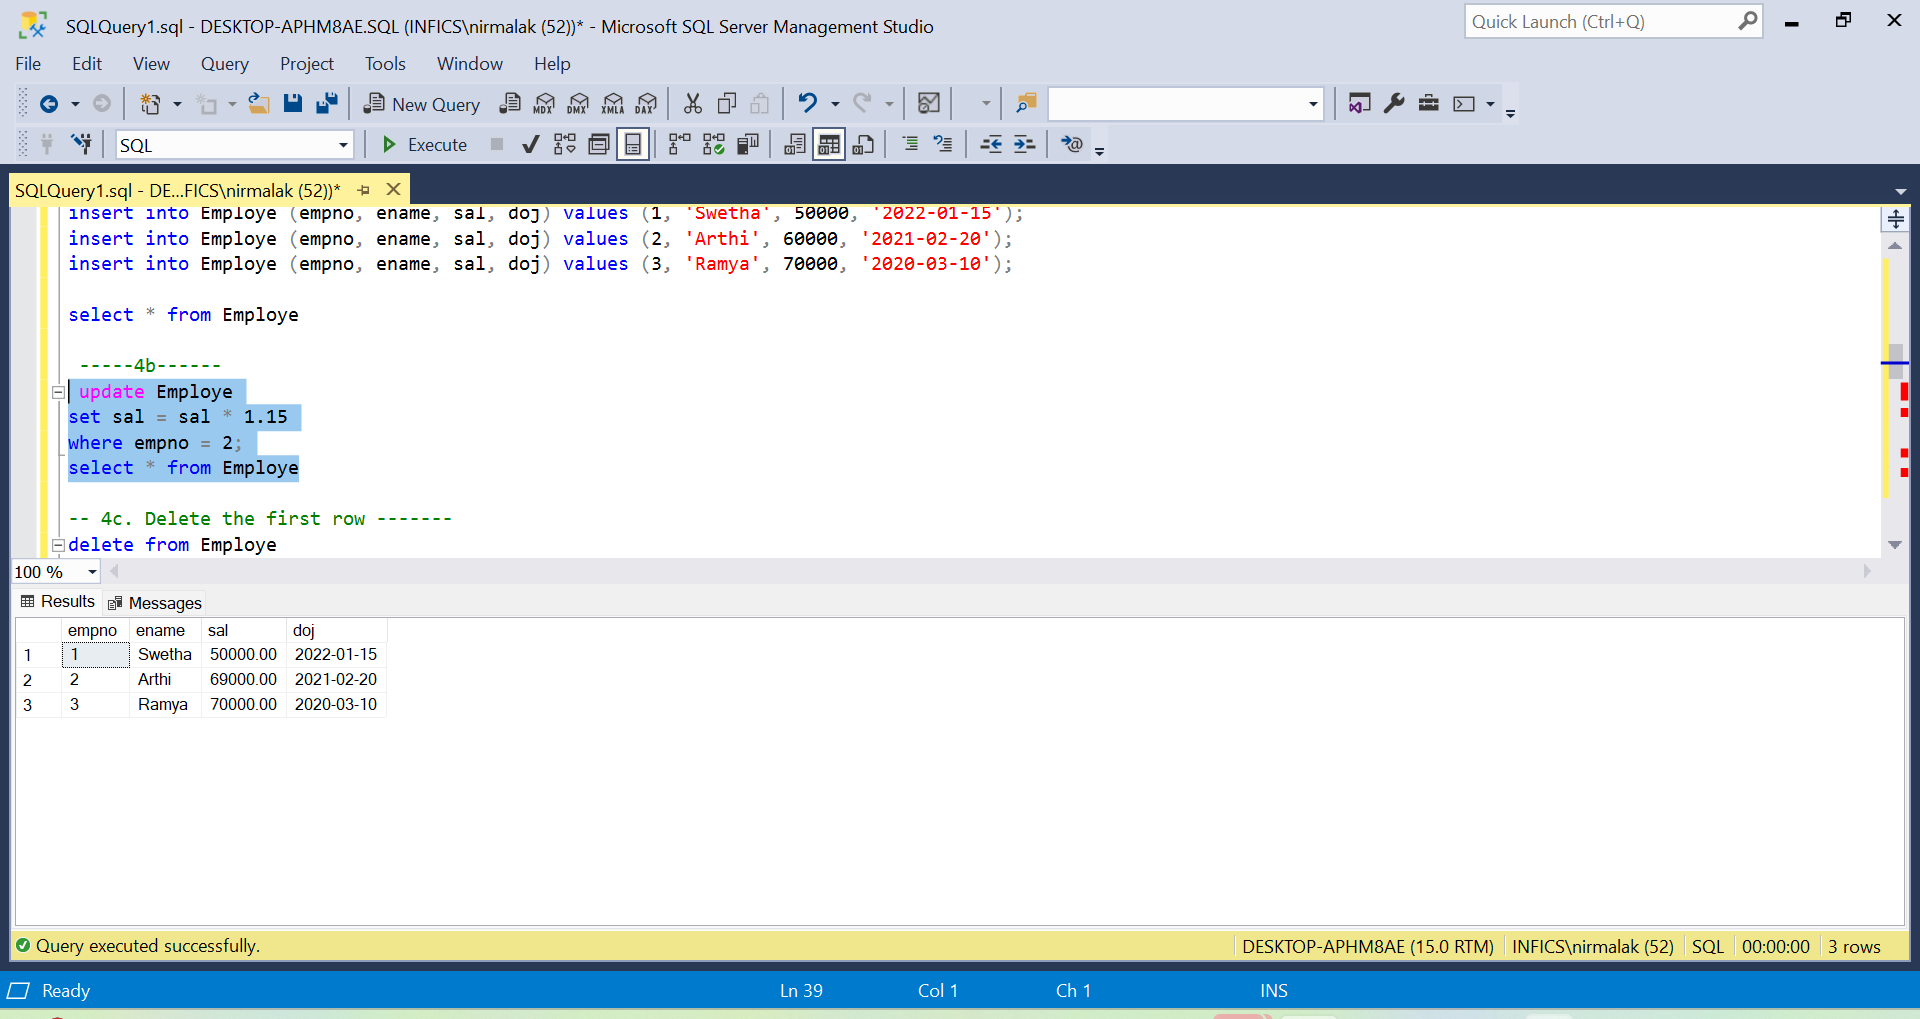 SQLQuery1.sql - DESKTOP-APHM8AE.SQL (INFICS\nirmalak (52))* - Microsoft SQL Server Management Studio
Quick Launch (Ctrl+Q)
File Edit View Query Project Tools Window Help
New Query MDX DMX XMLA DAX
SQL Execute
SQLQuery1.sql - DE...FICS\nirmalak (52))*
insert into Employe (empno, ename, sal, doj) values (1, 'Swetha', 50000, '2022-01-15');
insert into Employe (empno, ename, sal, doj) values (2, 'Arthi', 60000, '2021-02-20');
insert into Employe (empno, ename, sal, doj) values (3, 'Ramya', 70000, '2020-03-10');
select * from Employe
-----4b------
update Employe
set sal = sal * 1.15
where empno = 2;
select * from Employe
-- 4c. Delete the first row -------
delete from Employe
100 %
Results Messages
empno ename sal doj
1 1 Swetha 50000.00 2022-01-15
2 2 Arthi 69000.00 2021-02-20
3 3 Ramya 70000.00 2020-03-10
Query executed successfully. DESKTOP-APHM8AE (15.0 RTM) INFICS\nirmalak (52) SQL 00:00:00 3 rows
Ready Ln 39 Col 1 Ch 1 INS